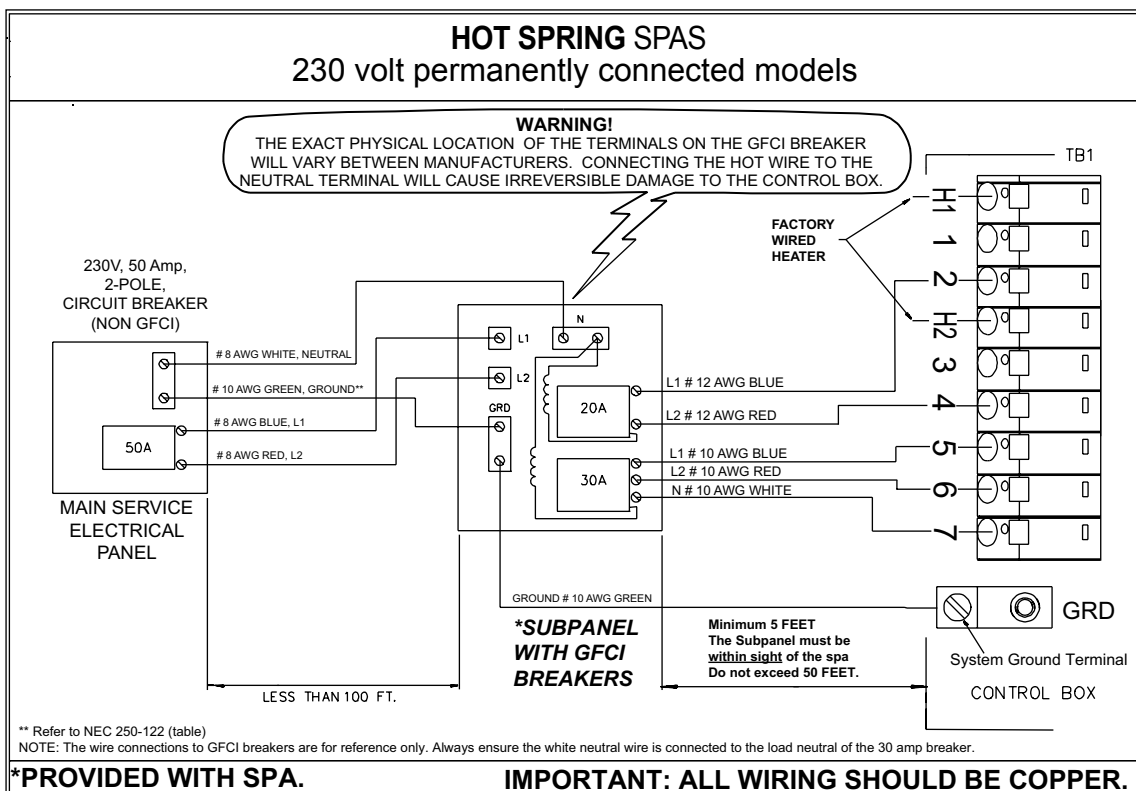 HOT SPRING SPAS
230 volt permanently connected models
WARNING!
THE EXACT PHYSICAL LOCATION OF THE TERMINALS ON THE GFCI BREAKER
WILL VARY BETWEEN MANUFACTURERS. CONNECTING THE HOT WIRE TO THE
NEUTRAL TERMINAL WILL CAUSE IRREVERSIBLE DAMAGE TO THE CONTROL BOX.
TB1
H1
1
2
H2
3
4
5
6
7
FACTORY
WIRED
HEATER
230V, 50 Amp,
2-POLE,
CIRCUIT BREAKER
(NON GFCI)
# 8 AWG WHITE, NEUTRAL
# 10 AWG GREEN, GROUND**
# 8 AWG BLUE, L1
# 8 AWG RED, L2
50A
MAIN SERVICE
ELECTRICAL
PANEL
N
L1
L2
GRD
20A
30A
L1 # 12 AWG BLUE
L2 # 12 AWG RED
L1 # 10 AWG BLUE
L2 # 10 AWG RED
N # 10 AWG WHITE
GROUND # 10 AWG GREEN
*SUBPANEL
WITH GFCI
BREAKERS
Minimum 5 FEET
The Subpanel must be
within sight of the spa
Do not exceed 50 FEET.
GRD
System Ground Terminal
CONTROL BOX
LESS THAN 100 FT.
** Refer to NEC 250-122 (table)
NOTE: The wire connections to GFCI breakers are for reference only. Always ensure the white neutral wire is connected to the load neutral of the 30 amp breaker.
*PROVIDED WITH SPA.
IMPORTANT: ALL WIRING SHOULD BE COPPER.